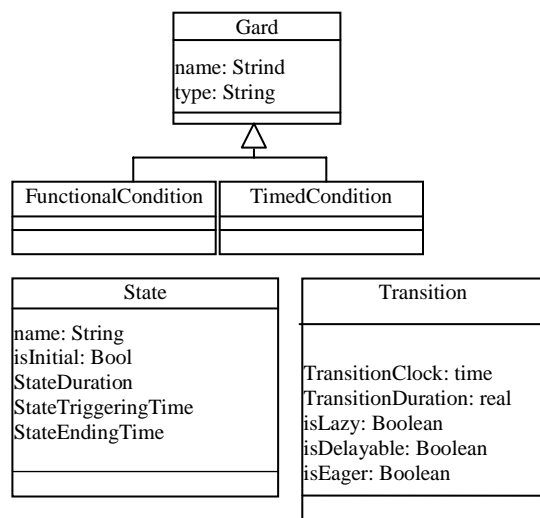 Gard
name: Strind
type: String
FunctionalCondition
TimedCondition
State
name: String
isInitial: Bool
StateDuration
StateTriggeringTime
StateEndingTime
Transition
TransitionClock: time
TransitionDuration: real
isLazy: Boolean
isDelayable: Boolean
isEager: Boolean